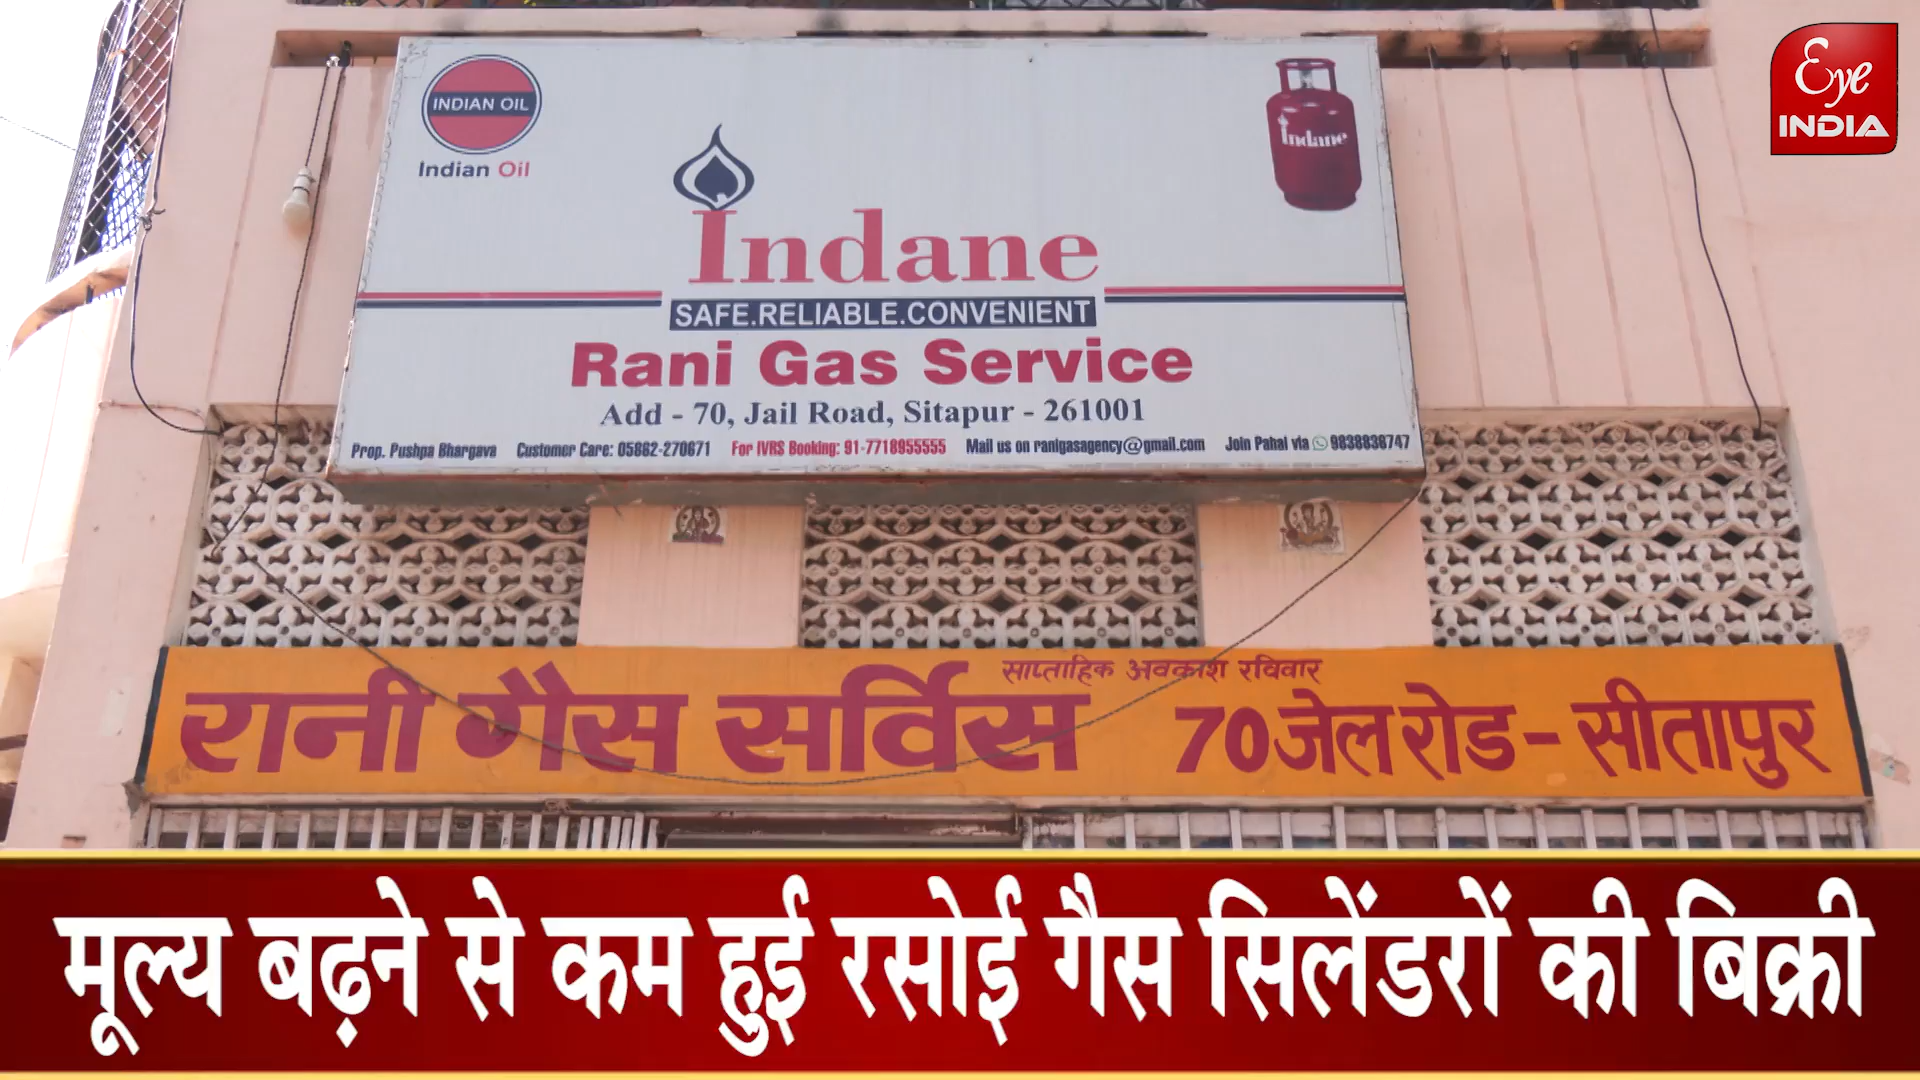 Eye
INDIA
INDIAN OIL
Indian Oil
Indane
Indane
SAFE.RELIABLE.CONVENIENT
Rani Gas Service
Add - 70, Jail Road, Sitapur - 261001
Prop. Pushpa Bhargava Customer Care: 05862-270671 For IVRS Booking: 91-7718955555 Mail us on ranigasagency@gmail.com Join Pahal via 9838838747
साप्ताहिक अवकाश रविवार
रानी गैस सर्विस 70 जेल रोड - सीतापुर
मूल्य बढ़ने से कम हुई रसोई गैस सिलेंडरों की बिक्री